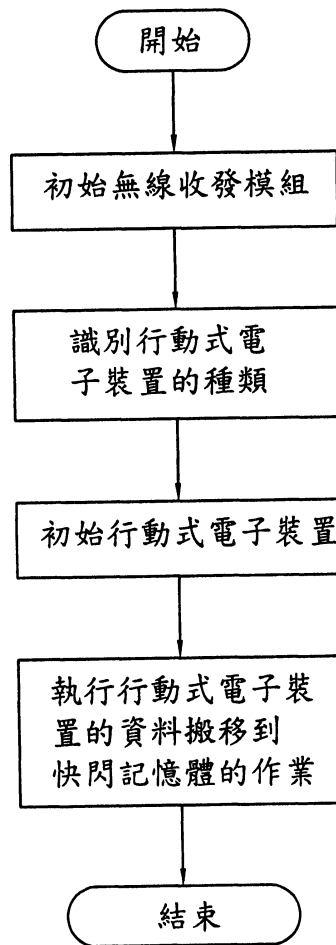 開始
初始無線收發模組
識別行動式電
子裝置的種類
初始行動式電子裝置
執行行動式電子裝
置的資料搬移到
快閃記憶體的作業
結束